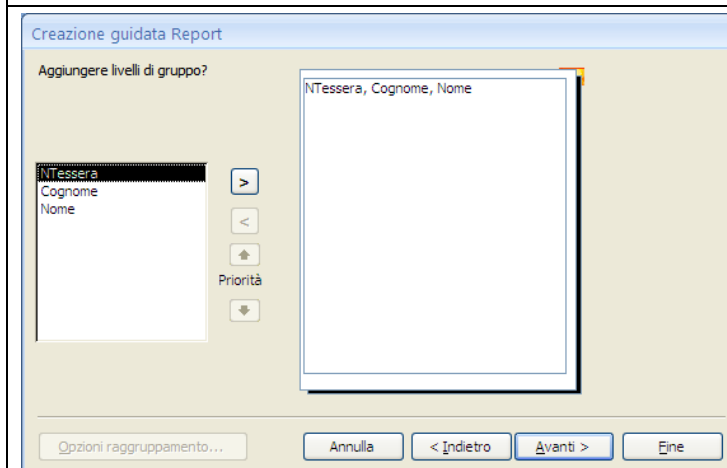 Creazione guidata Report
Aggiungere livelli di gruppo?
NTessera, Cognome, Nome
NTessera
Cognome
Nome
>
<
Priorità
Opzioni raggruppamento...
Annulla
< Indietro
Avanti >
Fine